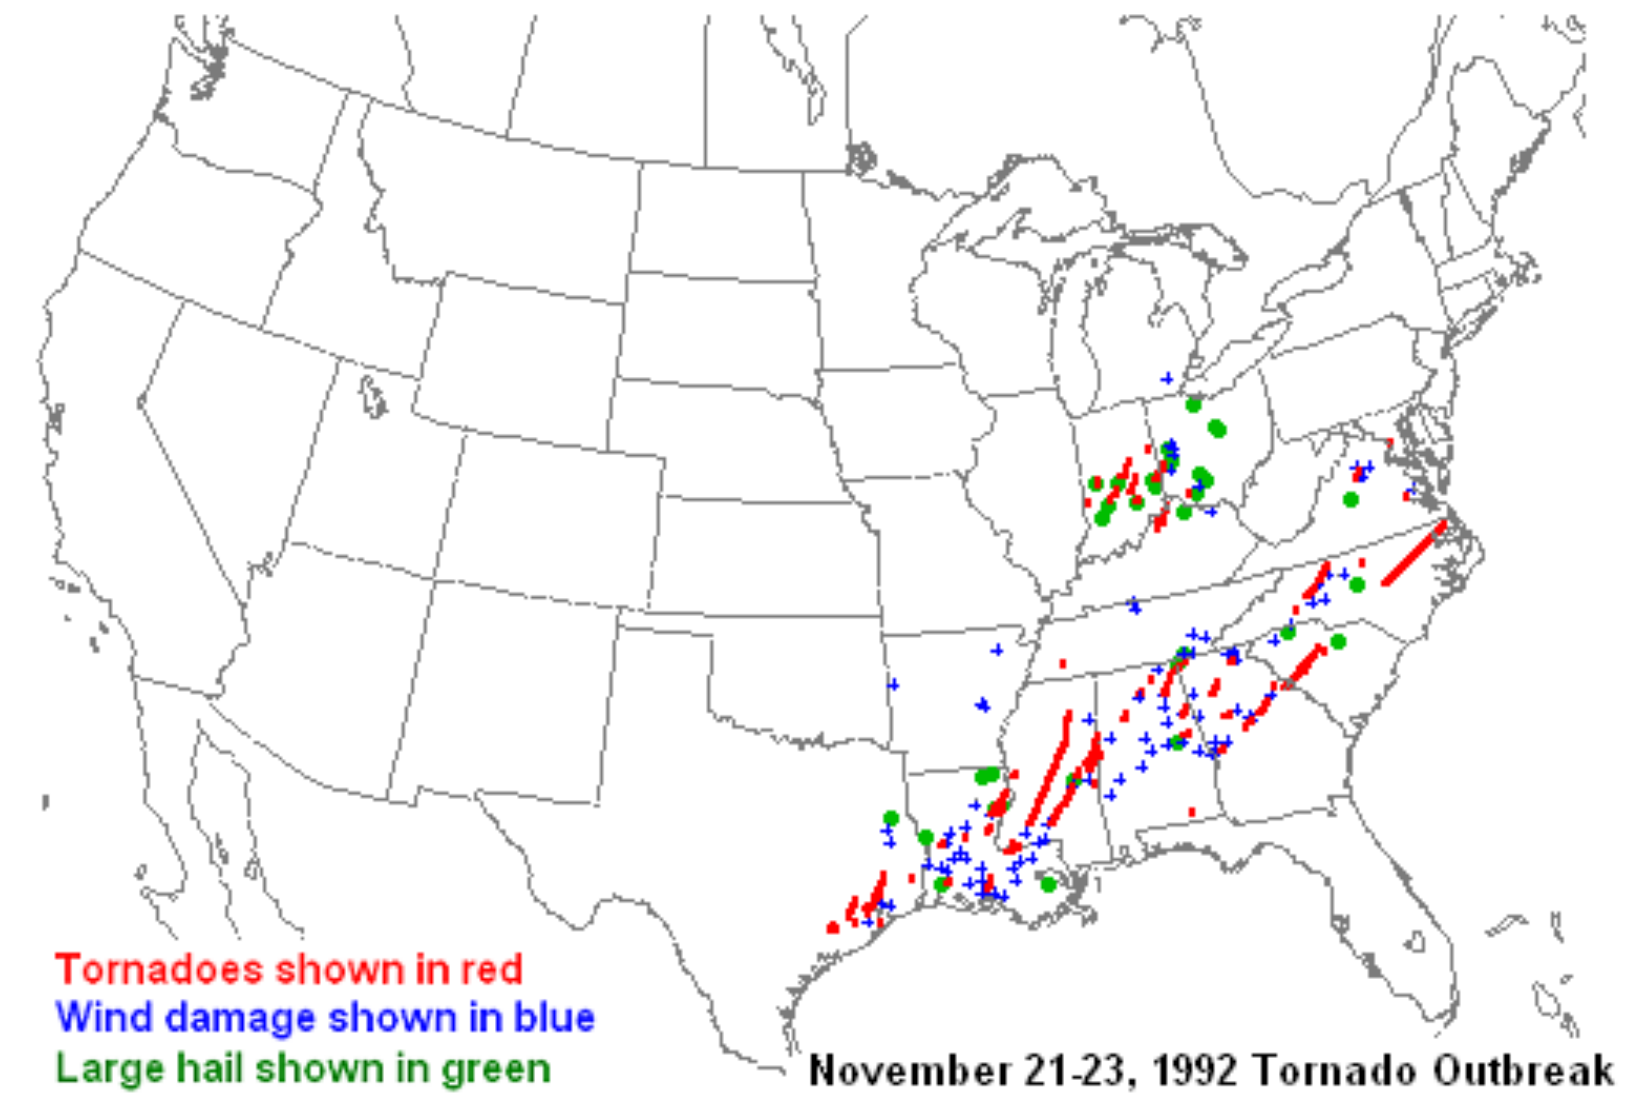 Tornadoes shown in red
Wind damage shown in blue
Large hail shown in green
November 21-23, 1992 Tornado Outbreak